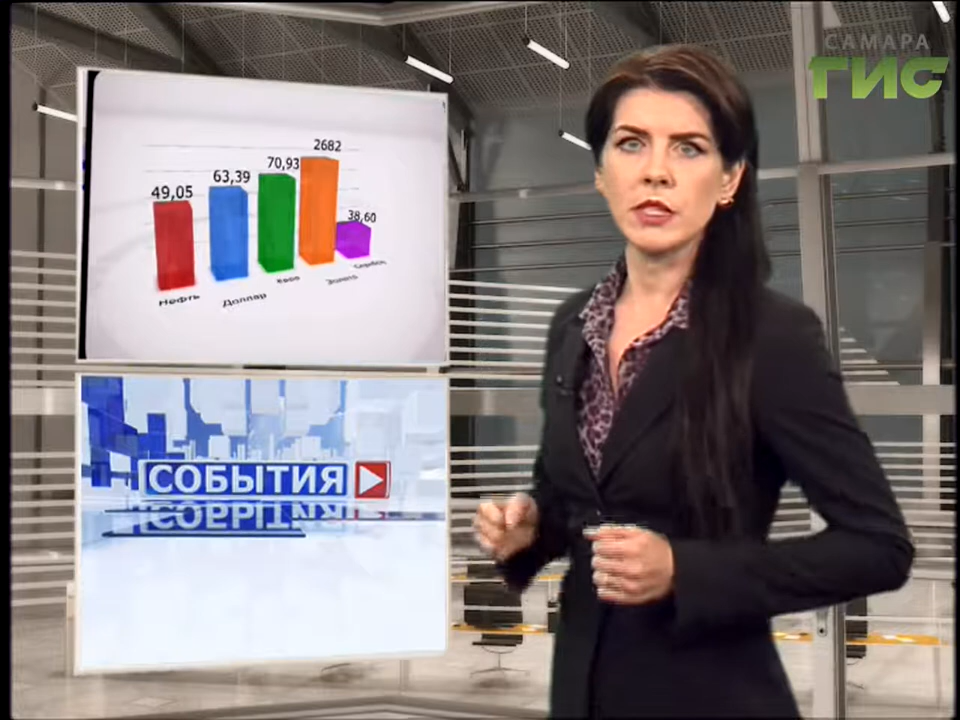 САМАРА
ГИС
2682
70,93
63,39
49,05
38,60
Нефть
Доллар
Евро
Золото
Серебро
СОБЫТИЯ